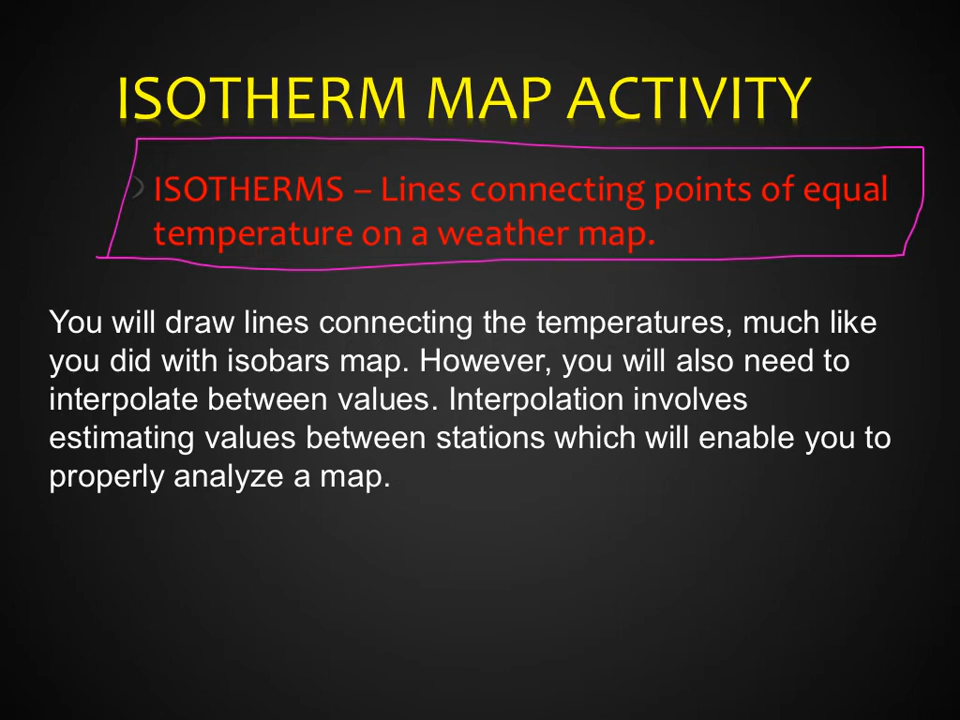 ISOTHERM MAP ACTIVITY
ISOTHERMS – Lines connecting points of equal
temperature on a weather map.
You will draw lines connecting the temperatures, much like
you did with isobars map. However, you will also need to
interpolate between values. Interpolation involves
estimating values between stations which will enable you to
properly analyze a map.